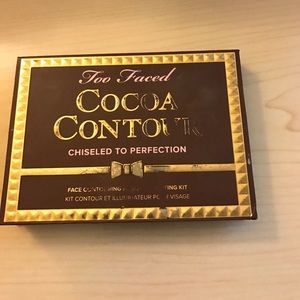 Too Faced
COCOA
CONTOUR
CHISELED TO PERFECTION
FACE CONTOURING KIT
KIT CONTOUR ET ILLUMINATEUR POUR VISAGE